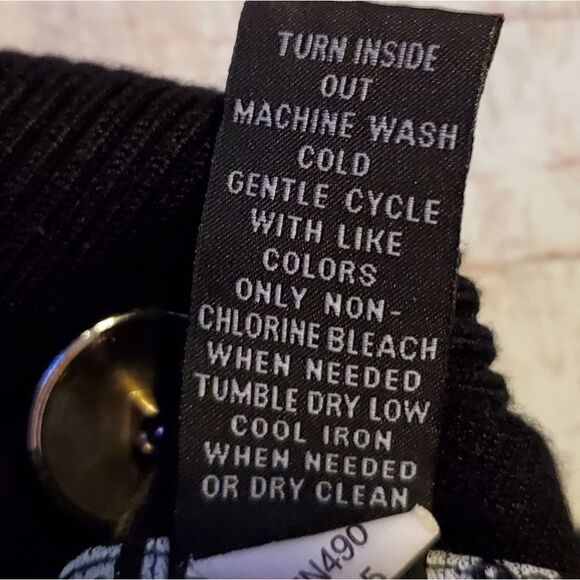 TURN INSIDE
OUT
MACHINE WASH
COLD
GENTLE CYCLE
WITH LIKE
COLORS
ONLY NON-
CHLORINE BLEACH
WHEN NEEDED
TUMBLE DRY LOW
COOL IRON
WHEN NEEDED
OR DRY CLEAN
N490